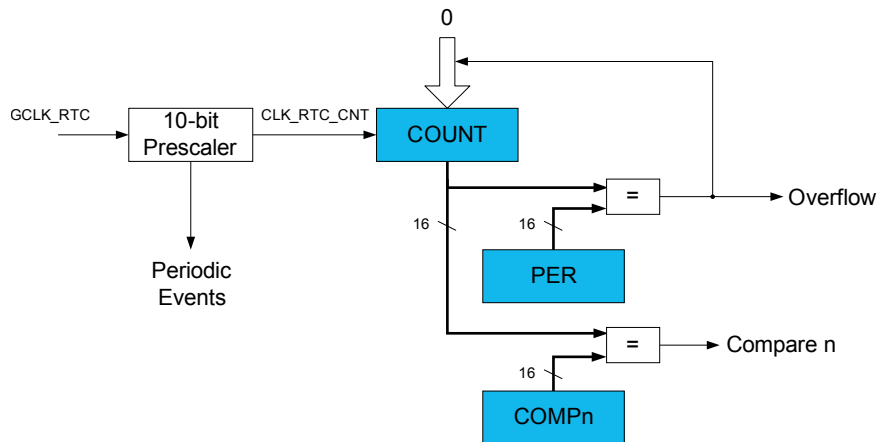 0
GCLK_RTC
10-bit
Prescaler
CLK_RTC_CNT
COUNT
=
Overflow
16
16
PER
Periodic
Events
=
Compare n
16
COMPn